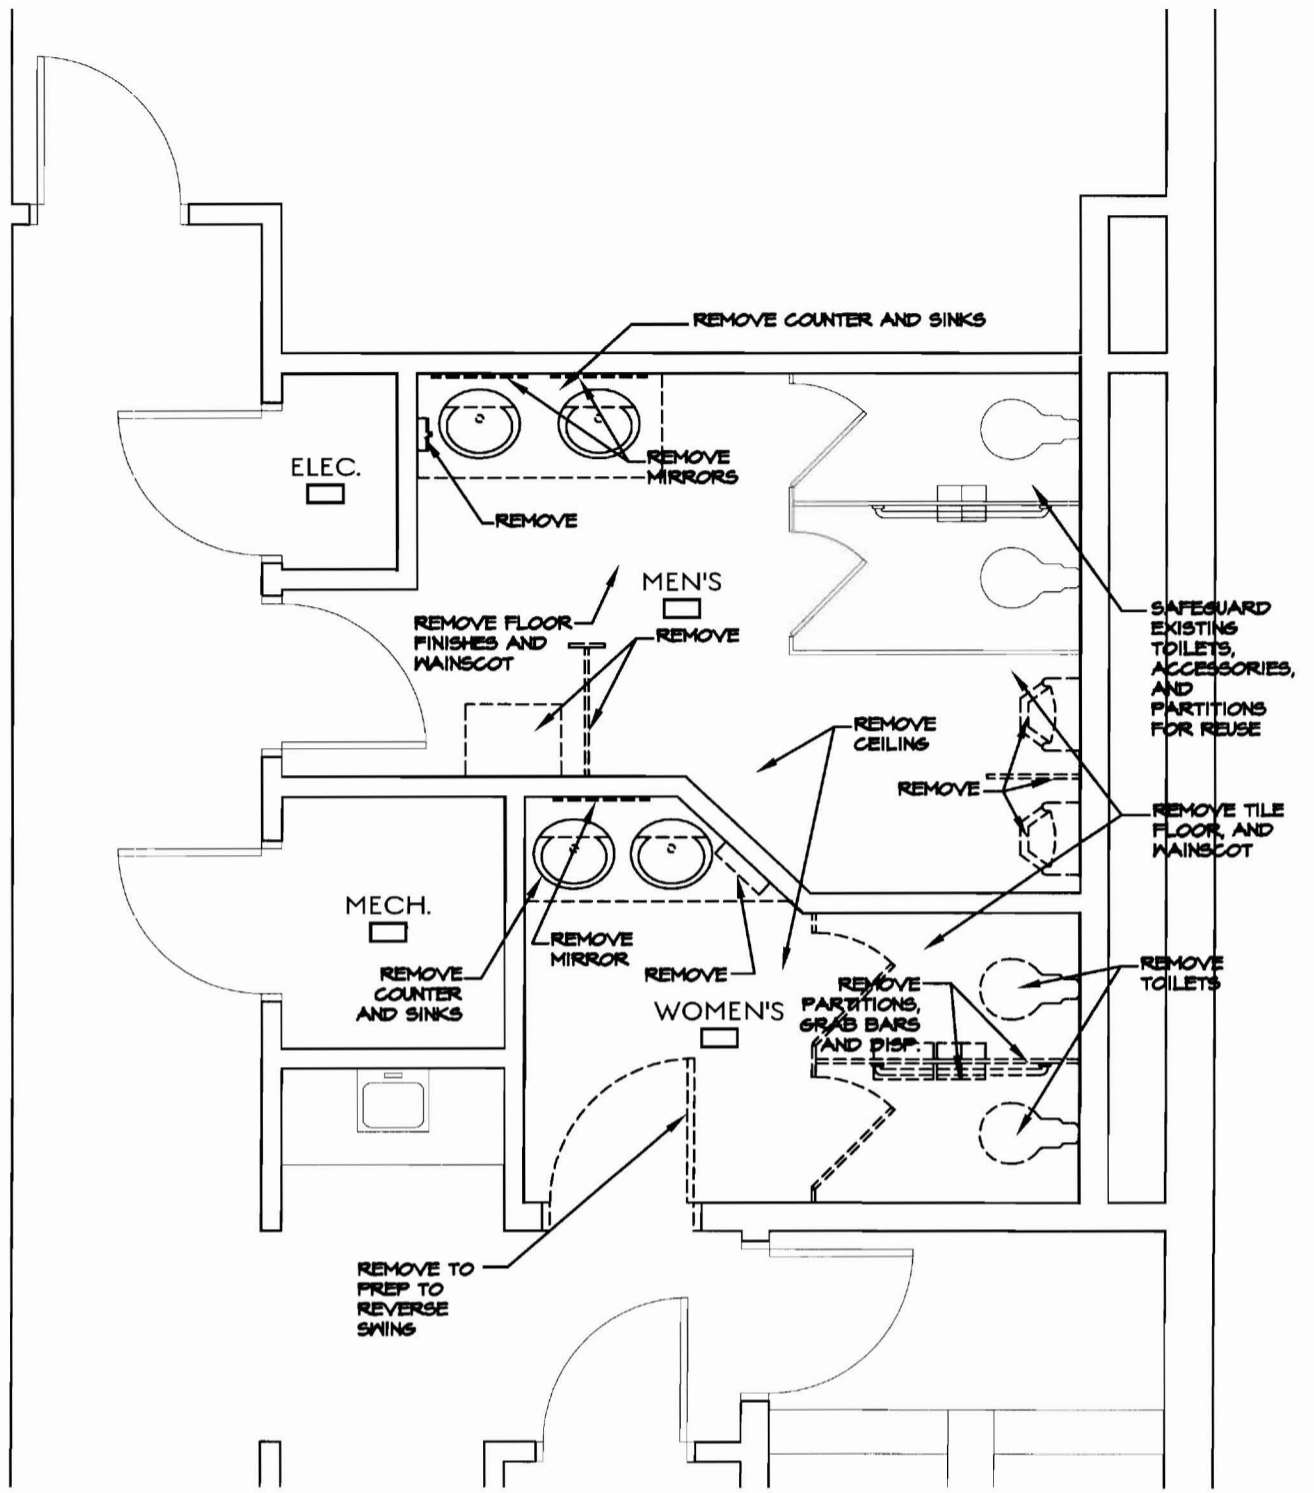 REMOVE COUNTER AND SINKS
REMOVE
MIRRORS
ELEC.
REMOVE
MEN'S
REMOVE FLOOR
FINISHES AND
WAINSCOT
REMOVE
SAFEGUARD
EXISTING
TOILETS,
ACCESSORIES,
AND
PARTITIONS
FOR REUSE
REMOVE
CEILING
REMOVE
REMOVE TILE
FLOOR, AND
WAINSCOT
MECH.
REMOVE
MIRROR
REMOVE
REMOVE
COUNTER
AND SINKS
REMOVE
PARTITIONS,
GRAB BARS
AND DISP.
REMOVE
TOILETS
WOMEN'S
REMOVE TO
PREP TO
REVERSE
SWING